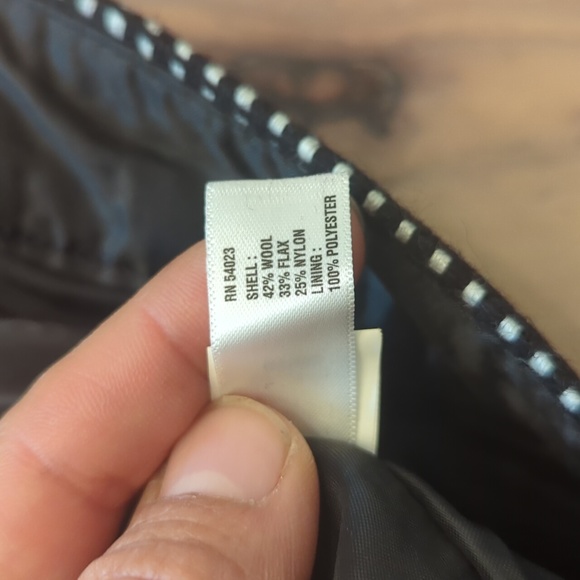 RN 54023
SHELL:
42% WOOL
33% FLAX
25% NYLON
LINING:
100% POLYESTER